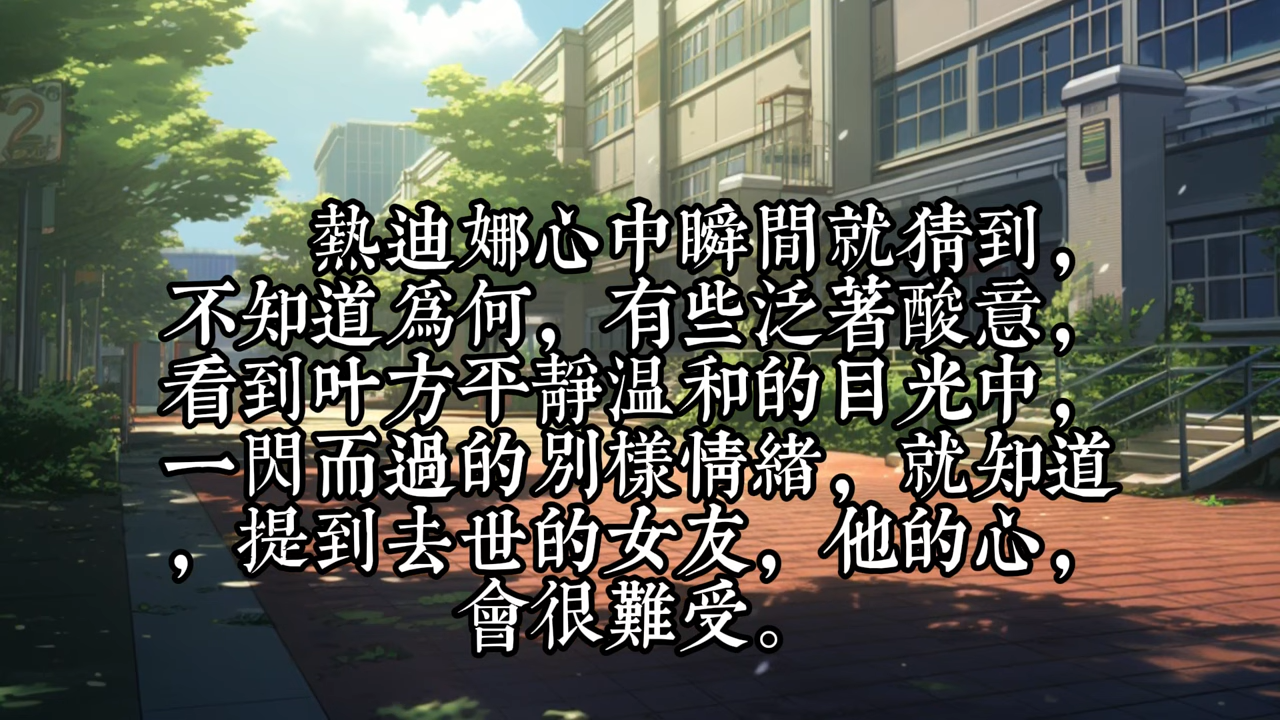 熱迪娜心中瞬間就猜到，
不知道爲何，有些泛著酸意，
看到叶方平靜温和的目光中，
一閃而過的別樣情緒，就知道
，提到去世的女友，他的心，
會很難受。
2